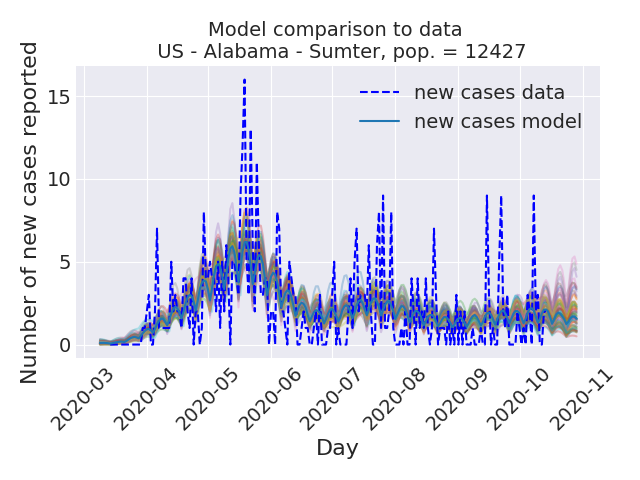 Model comparison to data
US - Alabama - Sumter, pop. = 12427
Number of new cases reported
15
10
5
0
new cases data
new cases model
2020-03
2020-04
2020-05
2020-06
2020-07
2020-08
2020-09
2020-10
2020-11
Day